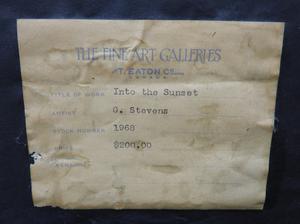 THE FINE ART GALLERIES
T. EATON Co.
CANADA
TITLE OF WORK Into the Sunset
ARTIST G. Stevens
STOCK NUMBER 1968
PRICE $200.00